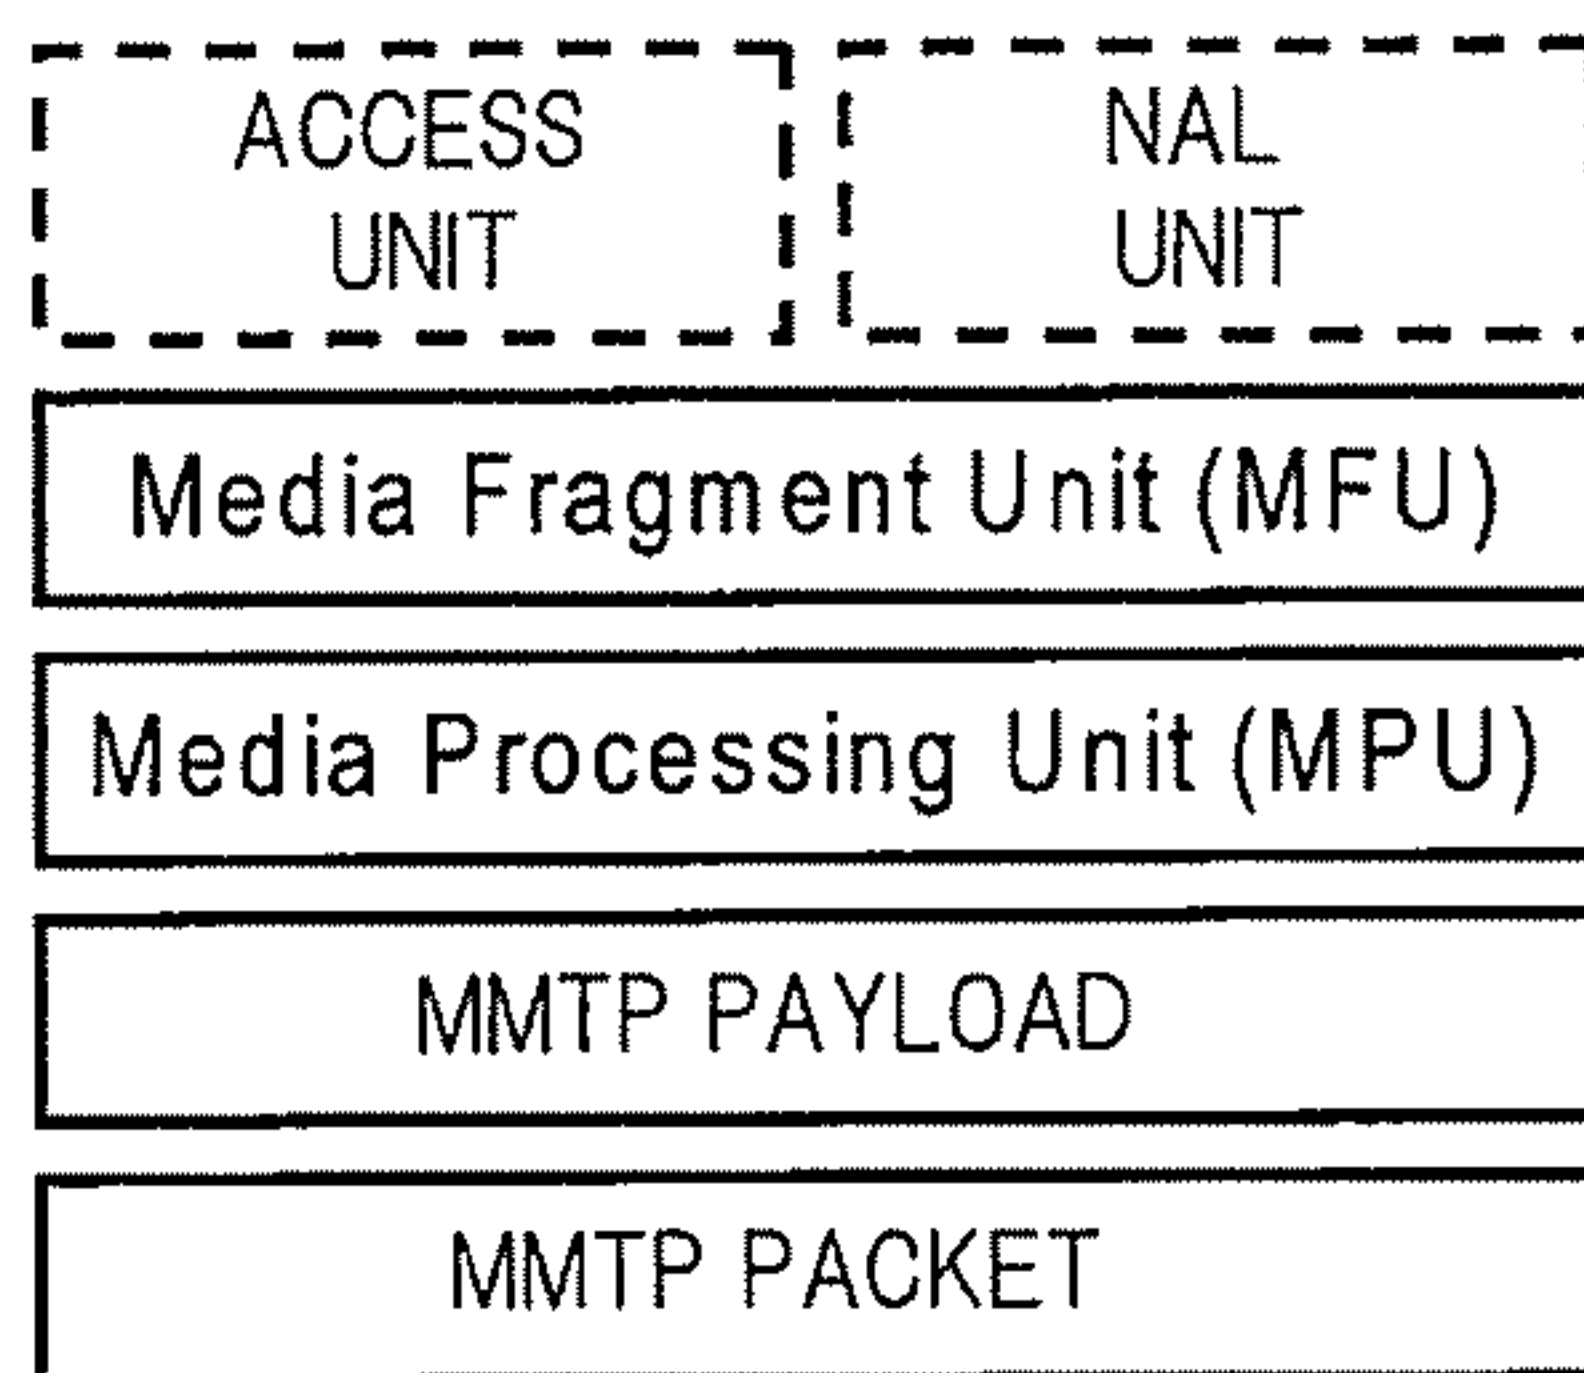 ACCESS
UNIT
NAL
UNIT
Media Fragment Unit (MFU)
Media Processing Unit (MPU)
MMTP PAYLOAD
MMTP PACKET